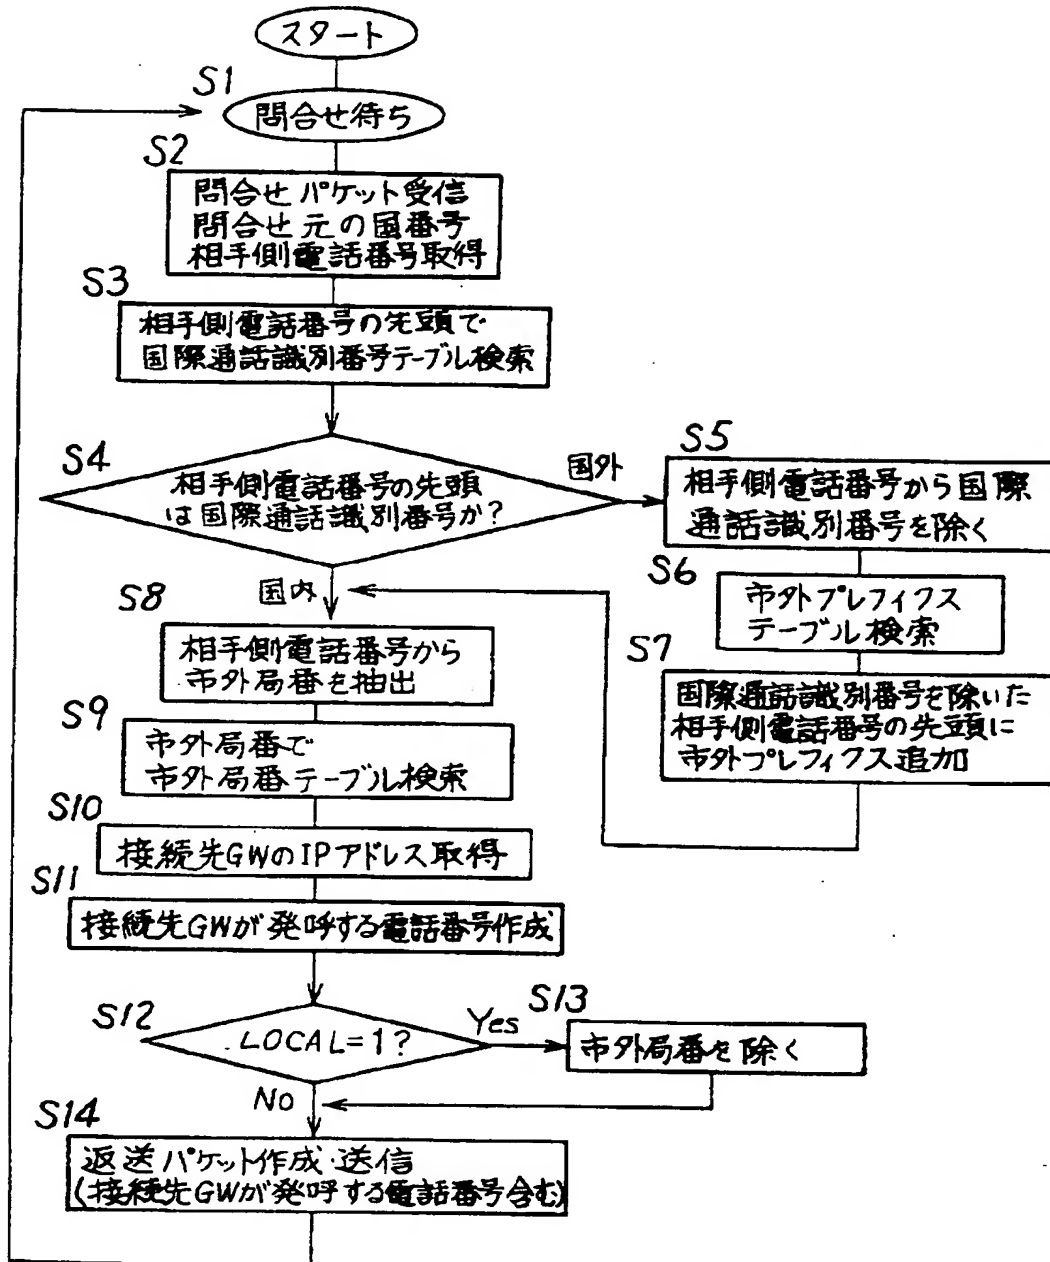 スタート
S1
問合せ待ち
S2
問合せパケット受信
問合せ元の国番号
相手側電話番号取得
S3
相手側電話番号の先頭で
国際通話識別番号テーブル検索
S4
相手側電話番号の先頭
は国際通話識別番号か?
国外
S5
相手側電話番号から国際
通話識別番号を除く
S6
市外プレフィクス
テーブル検索
S7
国際通話識別番号を除いた
相手側電話番号の先頭に
市外プレフィクス追加
国内
S8
相手側電話番号から
市外局番を抽出
S9
市外局番で
市外局番テーブル検索
S10
接続先GWのIPアドレス取得
S11
接続先GWが発呼する電話番号作成
S12
LOCAL=1?
Yes
S13
市外局番を除く
No
S14
返送パケット作成・送信
(接続先GWが発呼する電話番号含む)